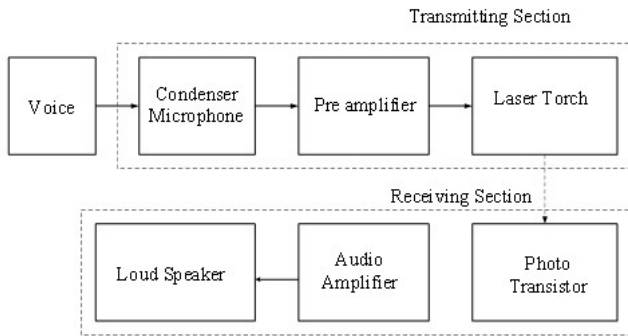 Transmitting Section
Voice
Condenser
Microphone
Pre amplifier
Laser Torch
Receiving Section
Loud Speaker
Audio
Amplifier
Photo
Transistor